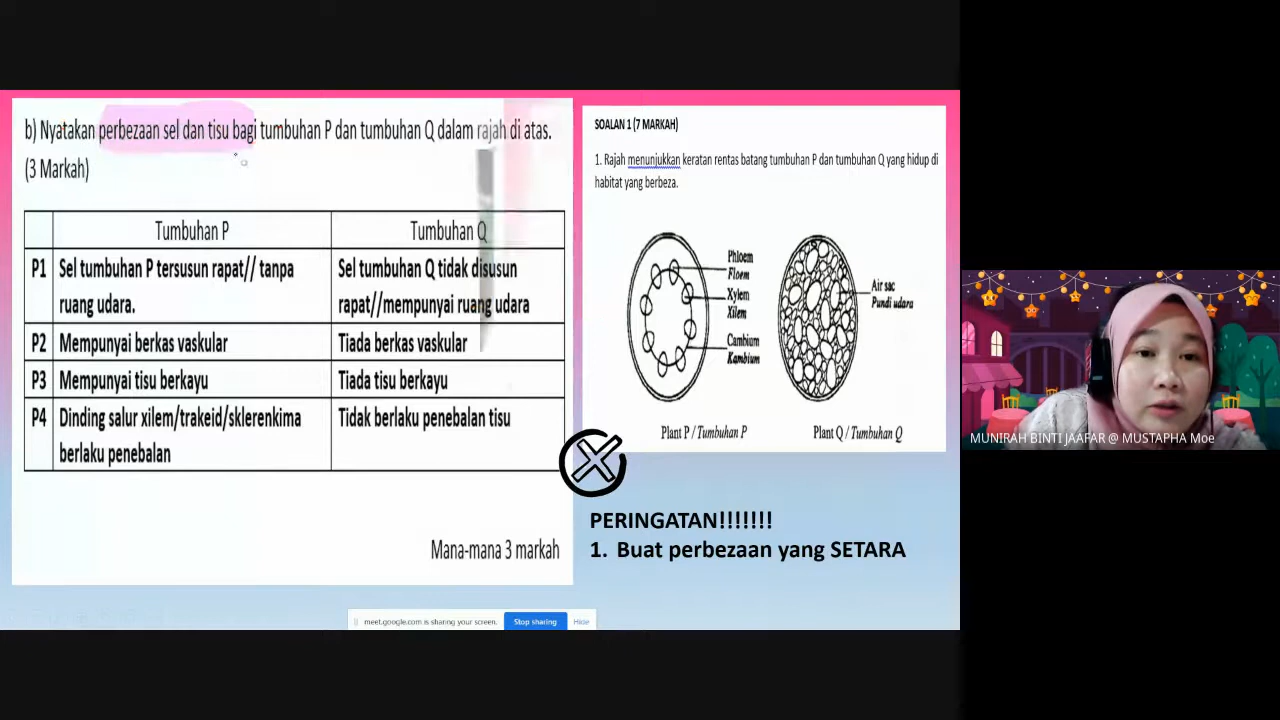 b) Nyatakan perbezaan sel dan tisu bagi tumbuhan P dan tumbuhan Q dalam rajah di atas.
(3 Markah)
Tumbuhan P
Tumbuhan Q
P1
Sel tumbuhan P tersusun rapat// tanpa
ruang udara.
Sel tumbuhan Q tidak disusun
rapat//mempunyai ruang udara
P2
Mempunyai berkas vaskular
Tiada berkas vaskular
P3
Mempunyai tisu berkayu
Tiada tisu berkayu
P4
Dinding salur xilem/trakeid/sklerenkima
berlaku penebalan
Tidak berlaku penebalan tisu
Mana-mana 3 markah
SOALAN 1 (7 MARKAH)
1. Rajah menunjukkan keratan rentas batang tumbuhan P dan tumbuhan Q yang hidup di
habitat yang berbeza.
Phloem
Floem
Xylem
Xilem
Cambium
Kambium
Air sac
Pundi udara
Plant P / Tumbuhan P
Plant Q / Tumbuhan Q
PERINGATAN!!!!!!!
1. Buat perbezaan yang SETARA
meet.google.com is sharing your screen.
Stop sharing
Hide
MUNIRAH BINTI JAAFAR @ MUSTAPHA Moe